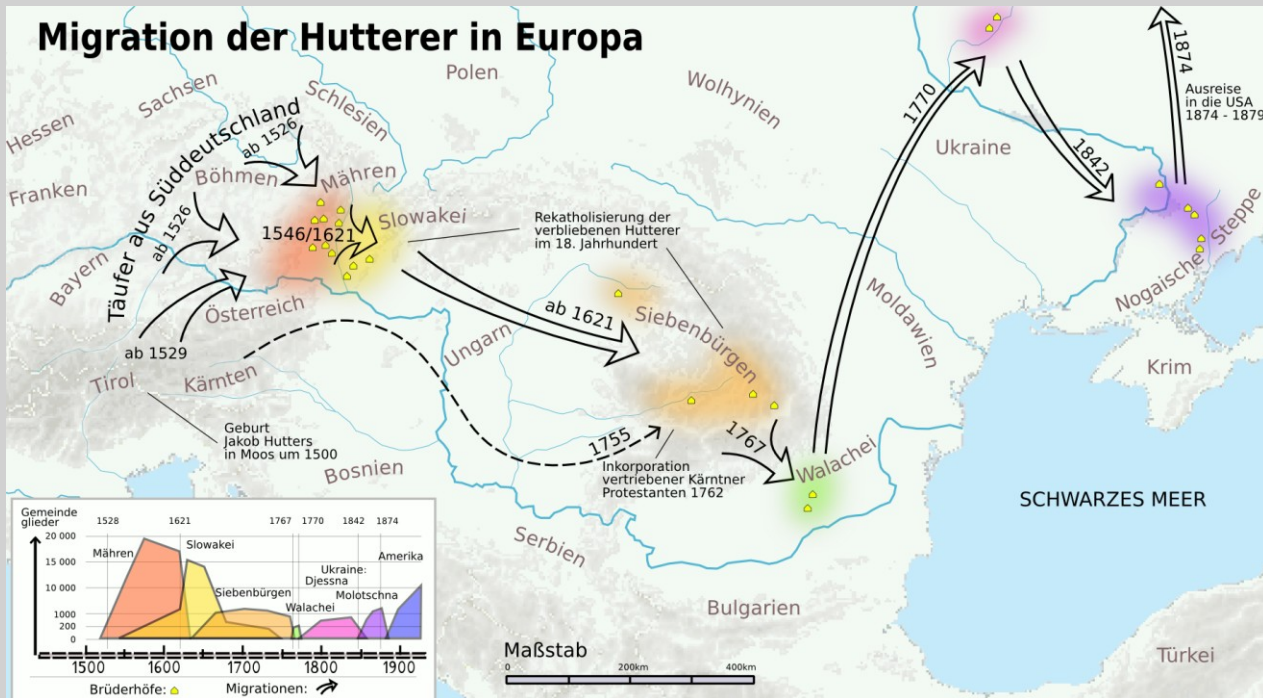 Migration der Hutterer in Europa
Polen
Wolhynien
Sachsen
Schlesien
Hessen
Franken
Böhmen
Mähren
Slowakei
Bayern
Österreich
Tirol
Kärnten
Ungarn
Siebenbürgen
Moldawien
Ukraine
Nogaische Steppe
Krim
Walachei
Bosnien
Serbien
Bulgarien
Türkei
SCHWARZES MEER
Täufer aus Süddeutschland
ab 1526
ab 1526
ab 1529
1546/1621
ab 1621
1755
1767
1770
1842
1874
Ausreise
in die USA
1874 - 1879
Rekatholisierung der
verbliebenen Hutterer
im 18. Jahrhundert
Geburt
Jakob Hutters
in Moos um 1500
Inkorporation
vertriebener Kärntner
Protestanten 1762
Gemeinde
glieder
1528 1621 1767 1770 1842 1874
20 000
15 000
10 000
1000
200
0
Mähren
Slowakei
Siebenbürgen
Walachei
Ukraine:
Djessna
Molotschna
Amerika
1500 1600 1700 1800 1900
Brüderhöfe: Migrationen:
Maßstab
0 200km 400km